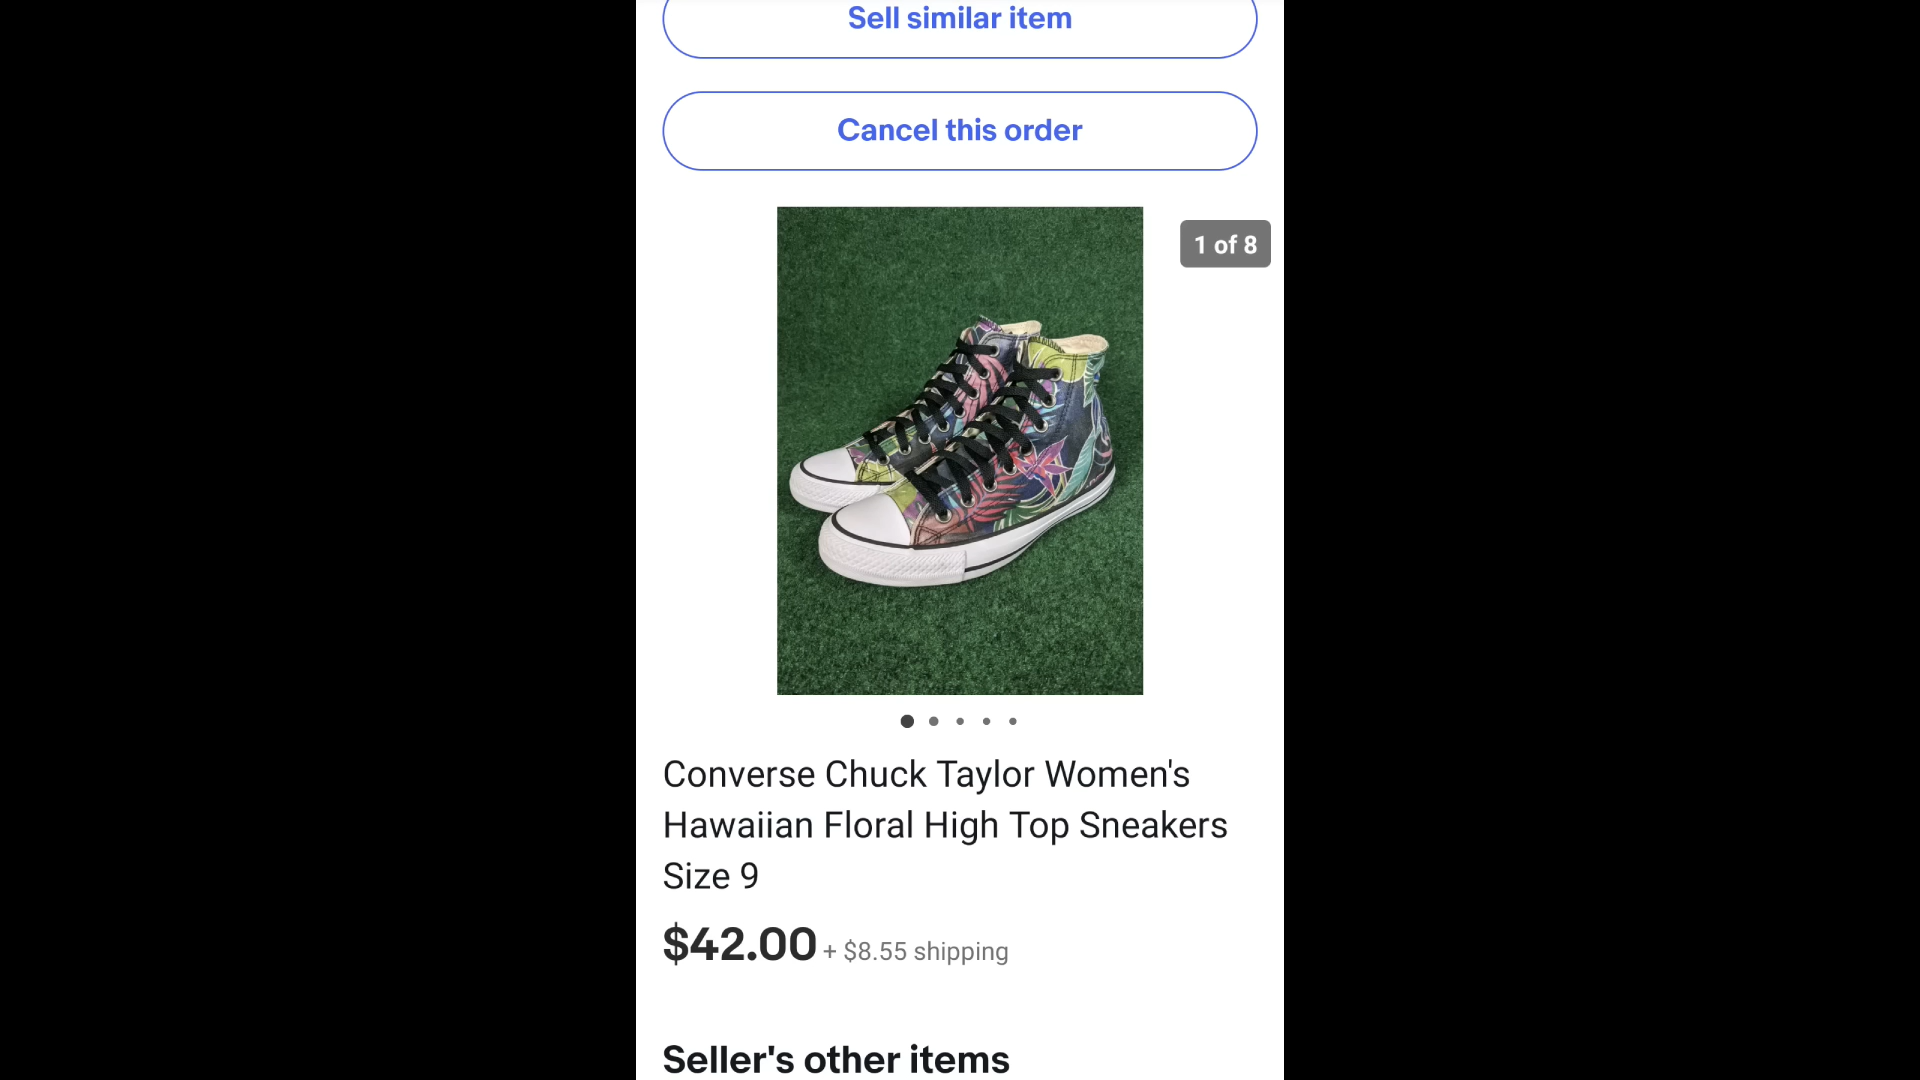 Sell similar item
Cancel this order
1 of 8
Converse Chuck Taylor Women's
Hawaiian Floral High Top Sneakers
Size 9
$42.00 + $8.55 shipping
Seller's other items